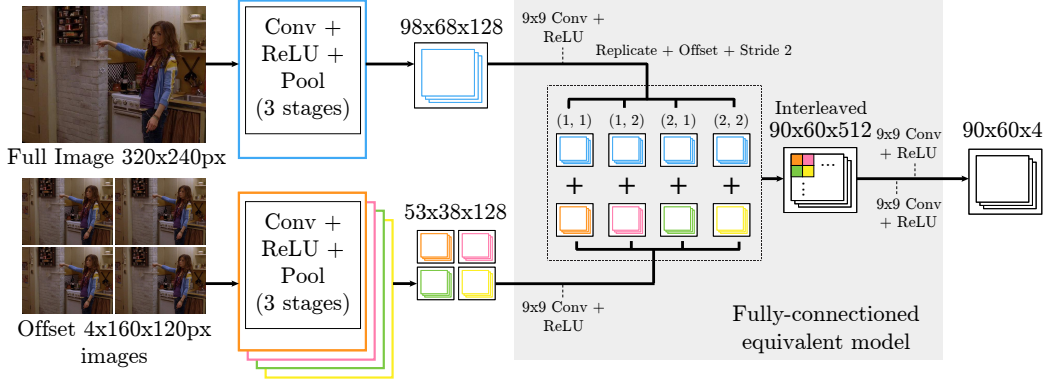 Conv +
ReLU +
Pool
(3 stages)
98x68x128
9x9 Conv +
ReLU
Replicate + Offset + Stride 2
(1, 1)
(1, 2)
(2, 1)
(2, 2)
Interleaved
90x60x512
9x9 Conv
+ ReLU
90x60x4
Full Image 320x240px
+
+
+
+
...
⋮
9x9 Conv
+ ReLU
Conv +
ReLU +
Pool
(3 stages)
53x38x128
9x9 Conv +
ReLU
Offset 4x160x120px
images
Fully-connectioned
equivalent model